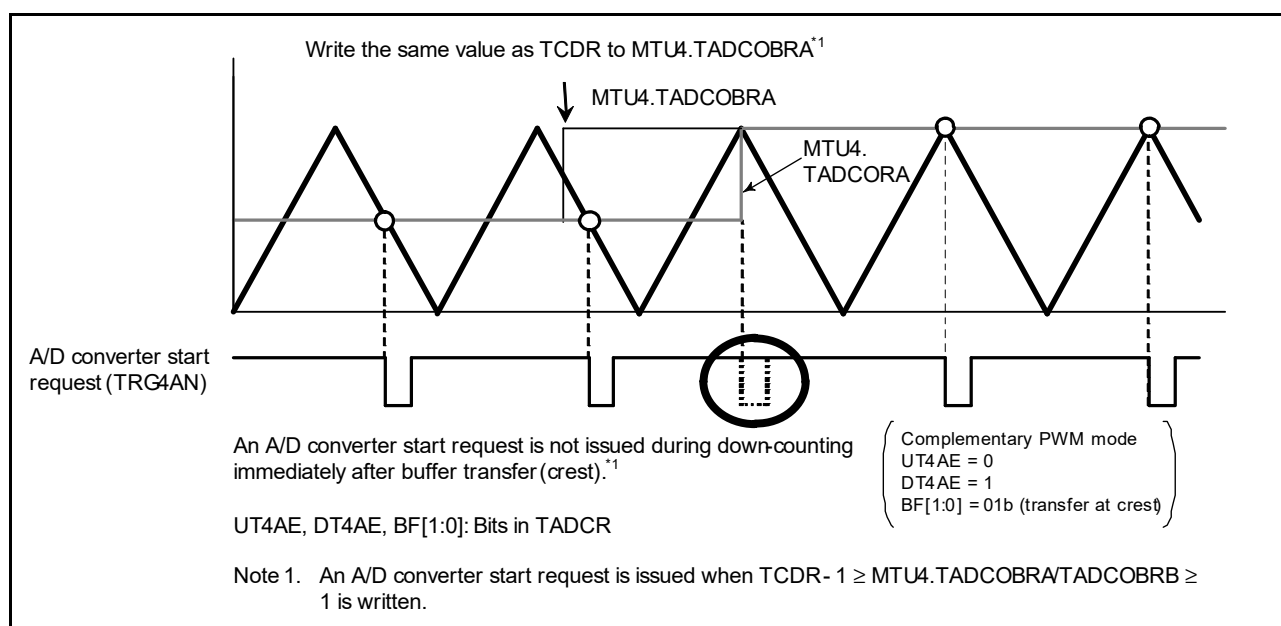 Write the same value as TCDR to MTU4.TADCOBRA*1
MTU4.TADCOBRA
MTU4.
TADCORA
A/D converter start
request (TRG4AN)
An A/D converter start request is not issued during down-counting
immediately after buffer transfer (crest).*1
Complementary PWM mode
UT4AE = 0
DT4AE = 1
BF[1:0] = 01b (transfer at crest)
UT4AE, DT4AE, BF[1:0]: Bits in TADCR
Note 1. An A/D converter start request is issued when TCDR - 1 ≥ MTU4.TADCOBRA/TADCOBRB ≥
1 is written.